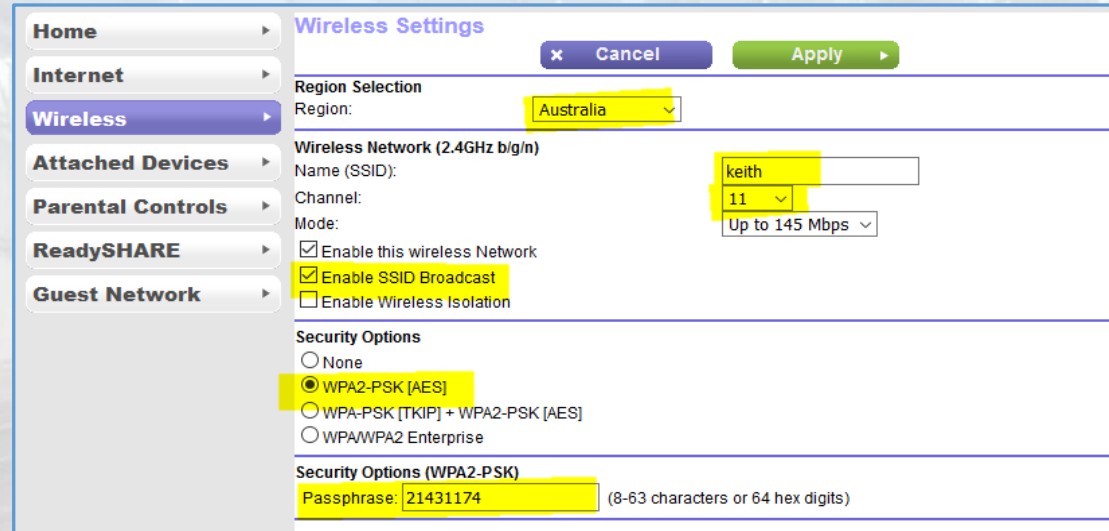 Home
Internet
Wireless
Attached Devices
Parental Controls
ReadySHARE
Guest Network
Wireless Settings
x Cancel
Apply
Region Selection
Region: Australia
Wireless Network (2.4GHz b/g/n)
Name (SSID): keith
Channel: 11
Mode: Up to 145 Mbps
Enable this wireless Network
Enable SSID Broadcast
Enable Wireless Isolation
Security Options
None
WPA2-PSK [AES]
WPA-PSK [TKIP] + WPA2-PSK [AES]
WPA/WPA2 Enterprise
Security Options (WPA2-PSK)
Passphrase: 21431174 (8-63 characters or 64 hex digits)